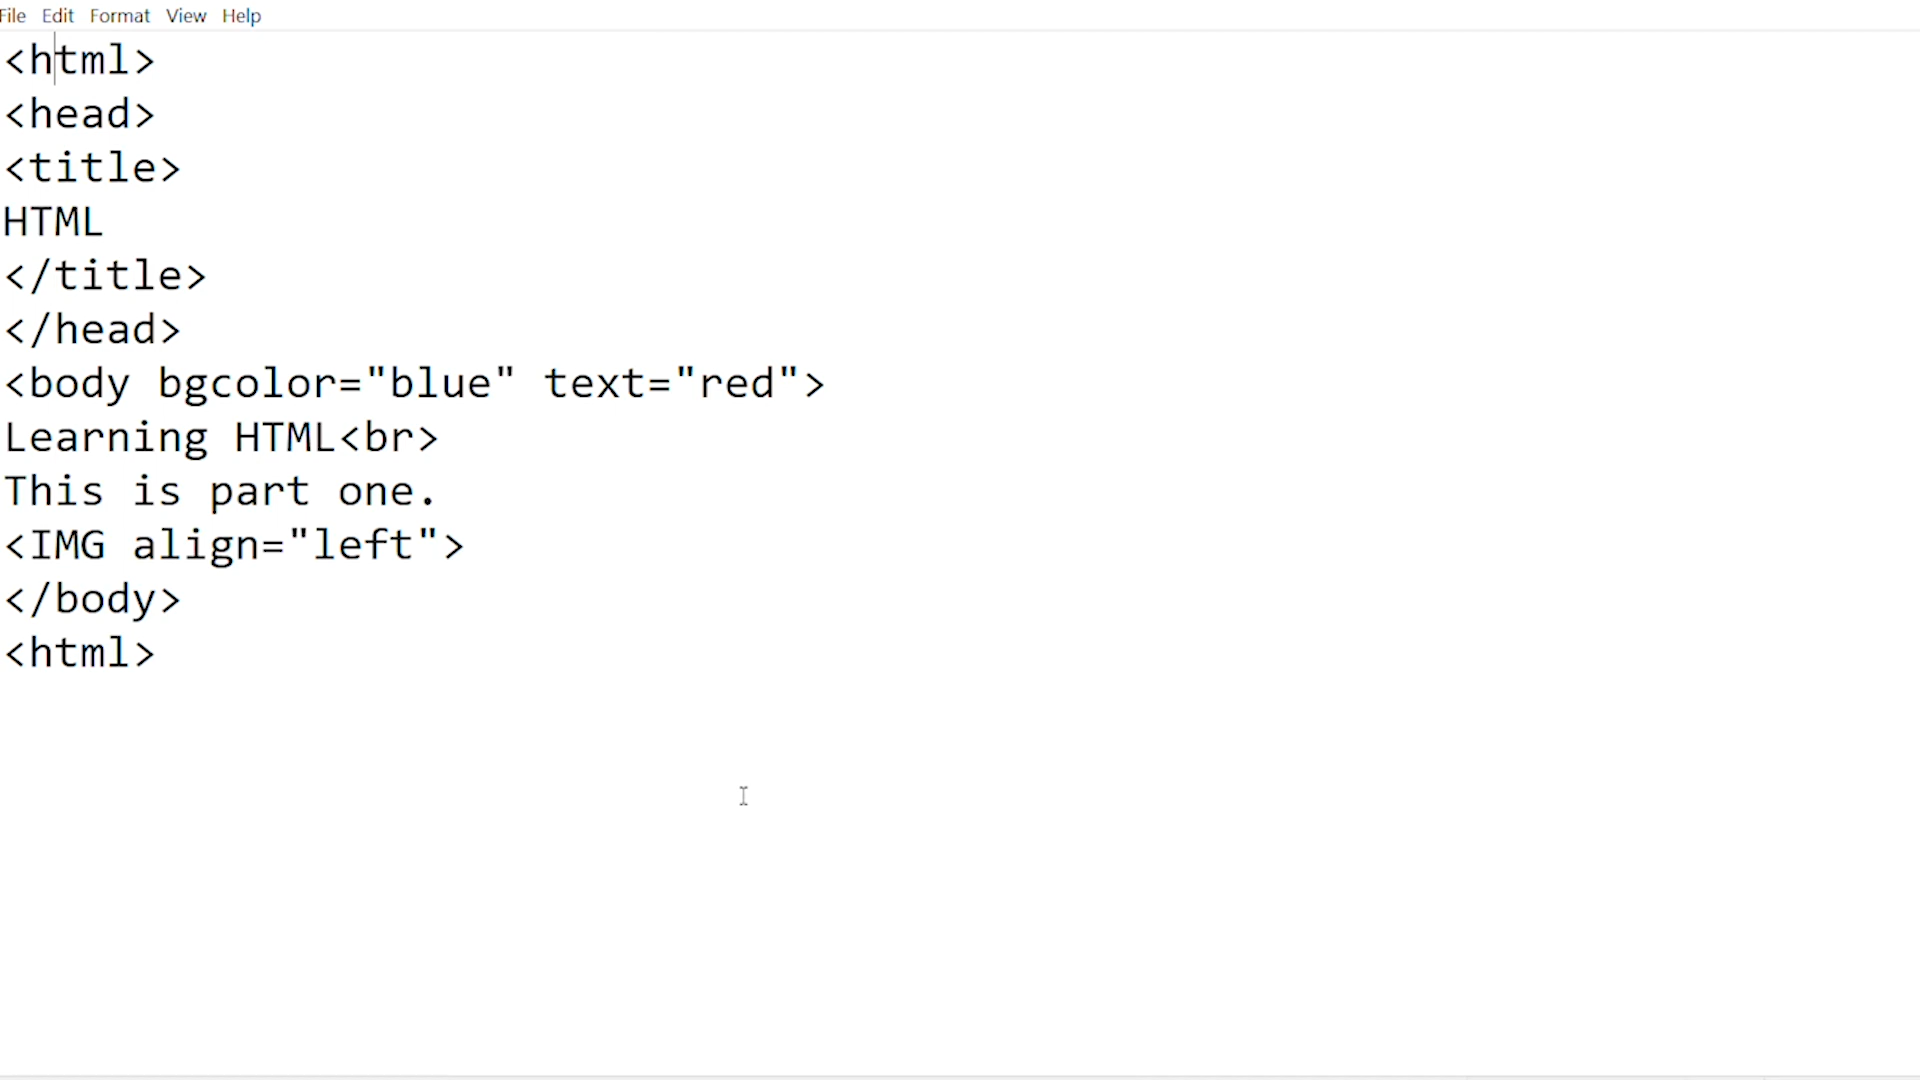 File Edit Format View Help
<html>
<head>
<title>
HTML
</title>
</head>
<body bgcolor="blue" text="red">
Learning HTML<br>
This is part one.
<IMG align="left">
</body>
<html>